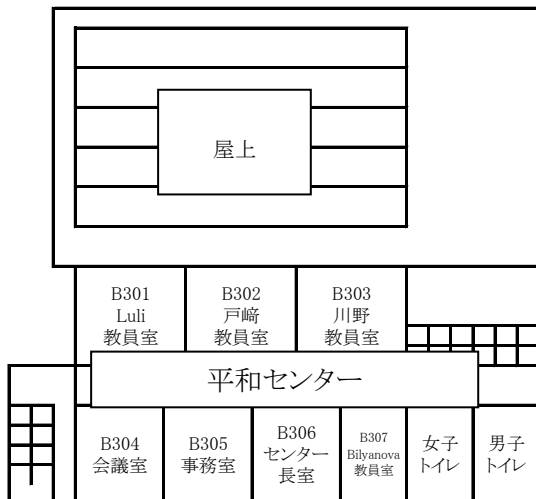 屋上
B301
Luli
教員室
B302
戸﨑
教員室
B303
川野
教員室
平和センター
B304
会議室
B305
事務室
B306
センター
長室
B307
Bilyanova
教員室
女子
トイレ
男子
トイレ